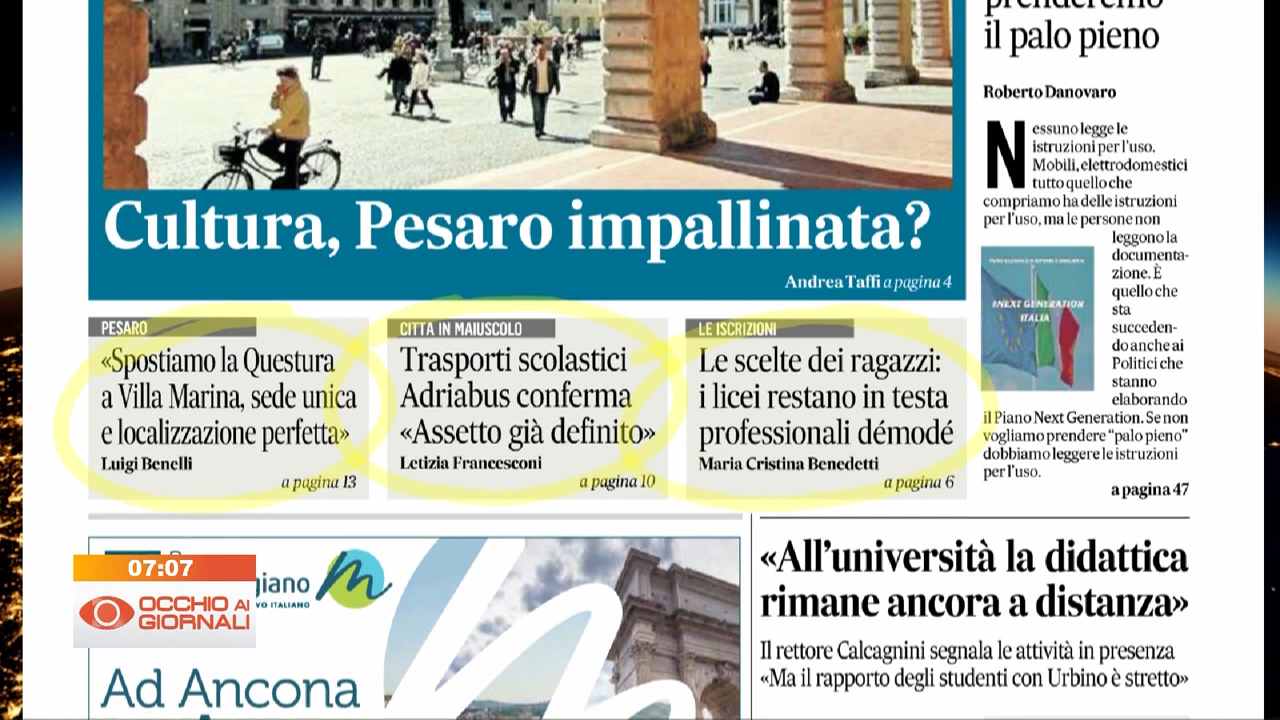 prenderemo
il palo pieno
Roberto Danovaro
Nessuno legge le
istruzioni per l'uso.
Mobili, elettrodomestici
tutto quello che
compriamo ha delle istruzioni
per l'uso, ma le persone non
leggono la
documenta-
zione. È
quello che
sta
succeden-
do anche ai
Politici che
stanno
elaborando
il Piano Next Generation. Se non
vogliamo prendere “palo pieno”
dobbiamo leggere le istruzioni
per l'uso.
a pagina 47
#NEXT GENERATION
ITALIA
Cultura, Pesaro impallinata?
Andrea Taffi a pagina 4
PESARO
«Spostiamo la Questura
a Villa Marina, sede unica
e localizzazione perfetta»
Luigi Benelli
a pagina 13
CITTÀ IN MAIUSCOLO
Trasporti scolastici
Adriabus conferma
«Assetto già definito»
Letizia Francesconi
a pagina 10
LE ISCRIZIONI
Le scelte dei ragazzi:
i licei restano in testa
professionali démodé
Maria Cristina Benedetti
a pagina 6
«All'università la didattica
rimane ancora a distanza»
Il rettore Calcagnini segnala le attività in presenza
«Ma il rapporto degli studenti con Urbino è stretto»
giano
VO ITALIANO
Ad Ancona
07:07
OCCHIO AI
GIORNALI